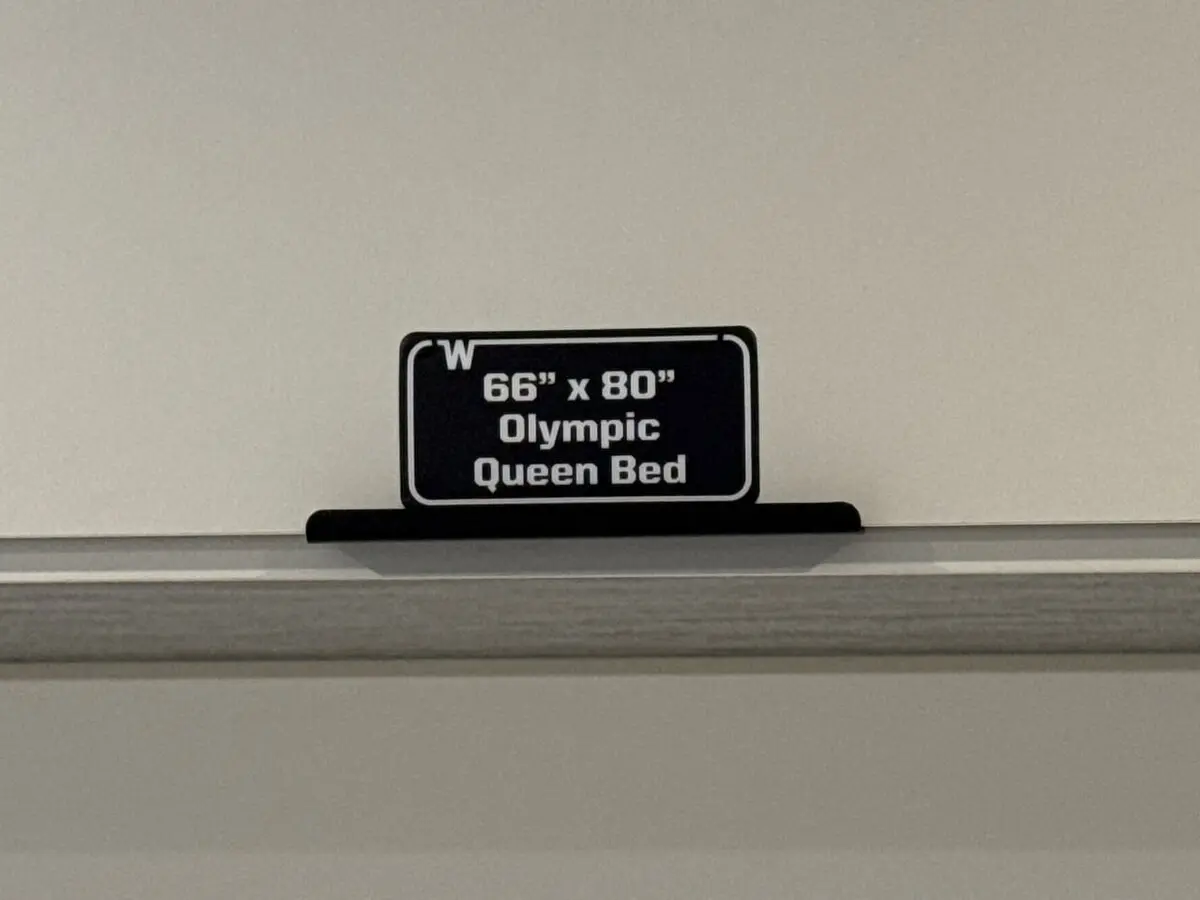 W
66” x 80”
Olympic
Queen Bed